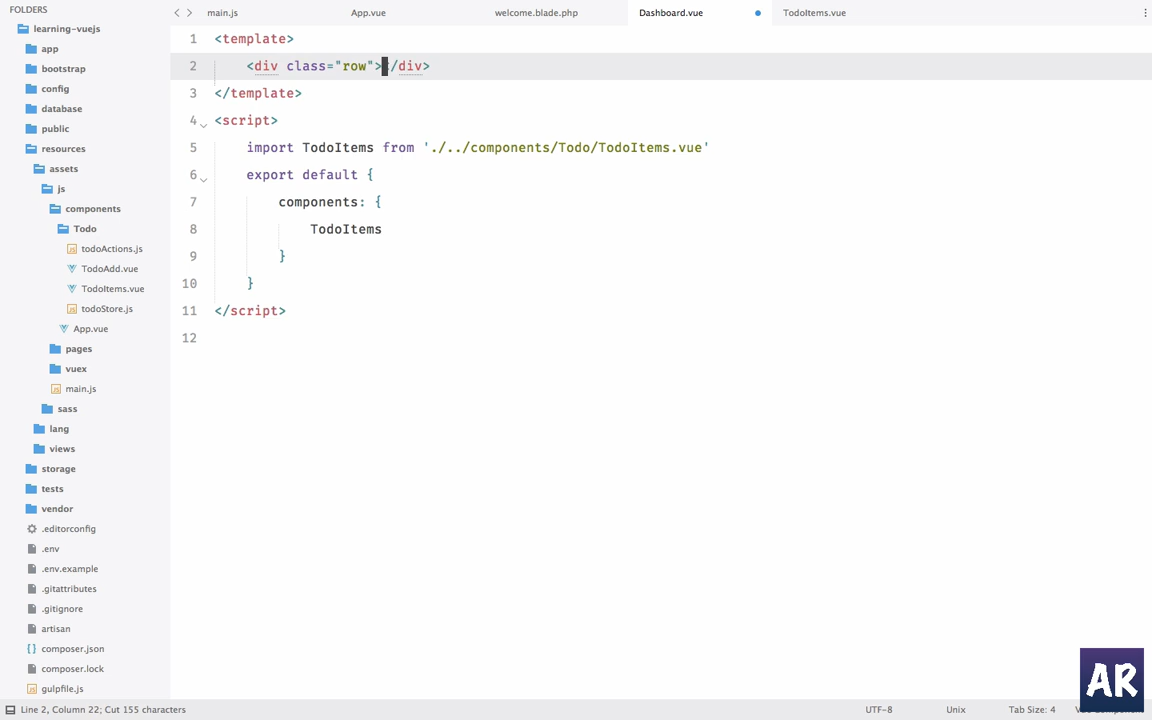 FOLDERS
learning-vuejs
app
bootstrap
config
database
public
resources
assets
js
components
Todo
todoActions.js
TodoAdd.vue
TodoItems.vue
todoStore.js
App.vue
pages
vuex
main.js
sass
lang
views
storage
tests
vendor
.editorconfig
.env
.env.example
.gitattributes
.gitignore
artisan
composer.json
composer.lock
gulpfile.js
main.js
App.vue
welcome.blade.php
Dashboard.vue
TodoItems.vue
1 <template>
2 <div class="row"></div>
3 </template>
4 <script>
5 import TodoItems from './../components/Todo/TodoItems.vue'
6 export default {
7 components: {
8 TodoItems
9 }
10 }
11 </script>
12
AR
Line 2, Column 22; Cut 155 characters
UTF-8
Unix
Tab Size: 4